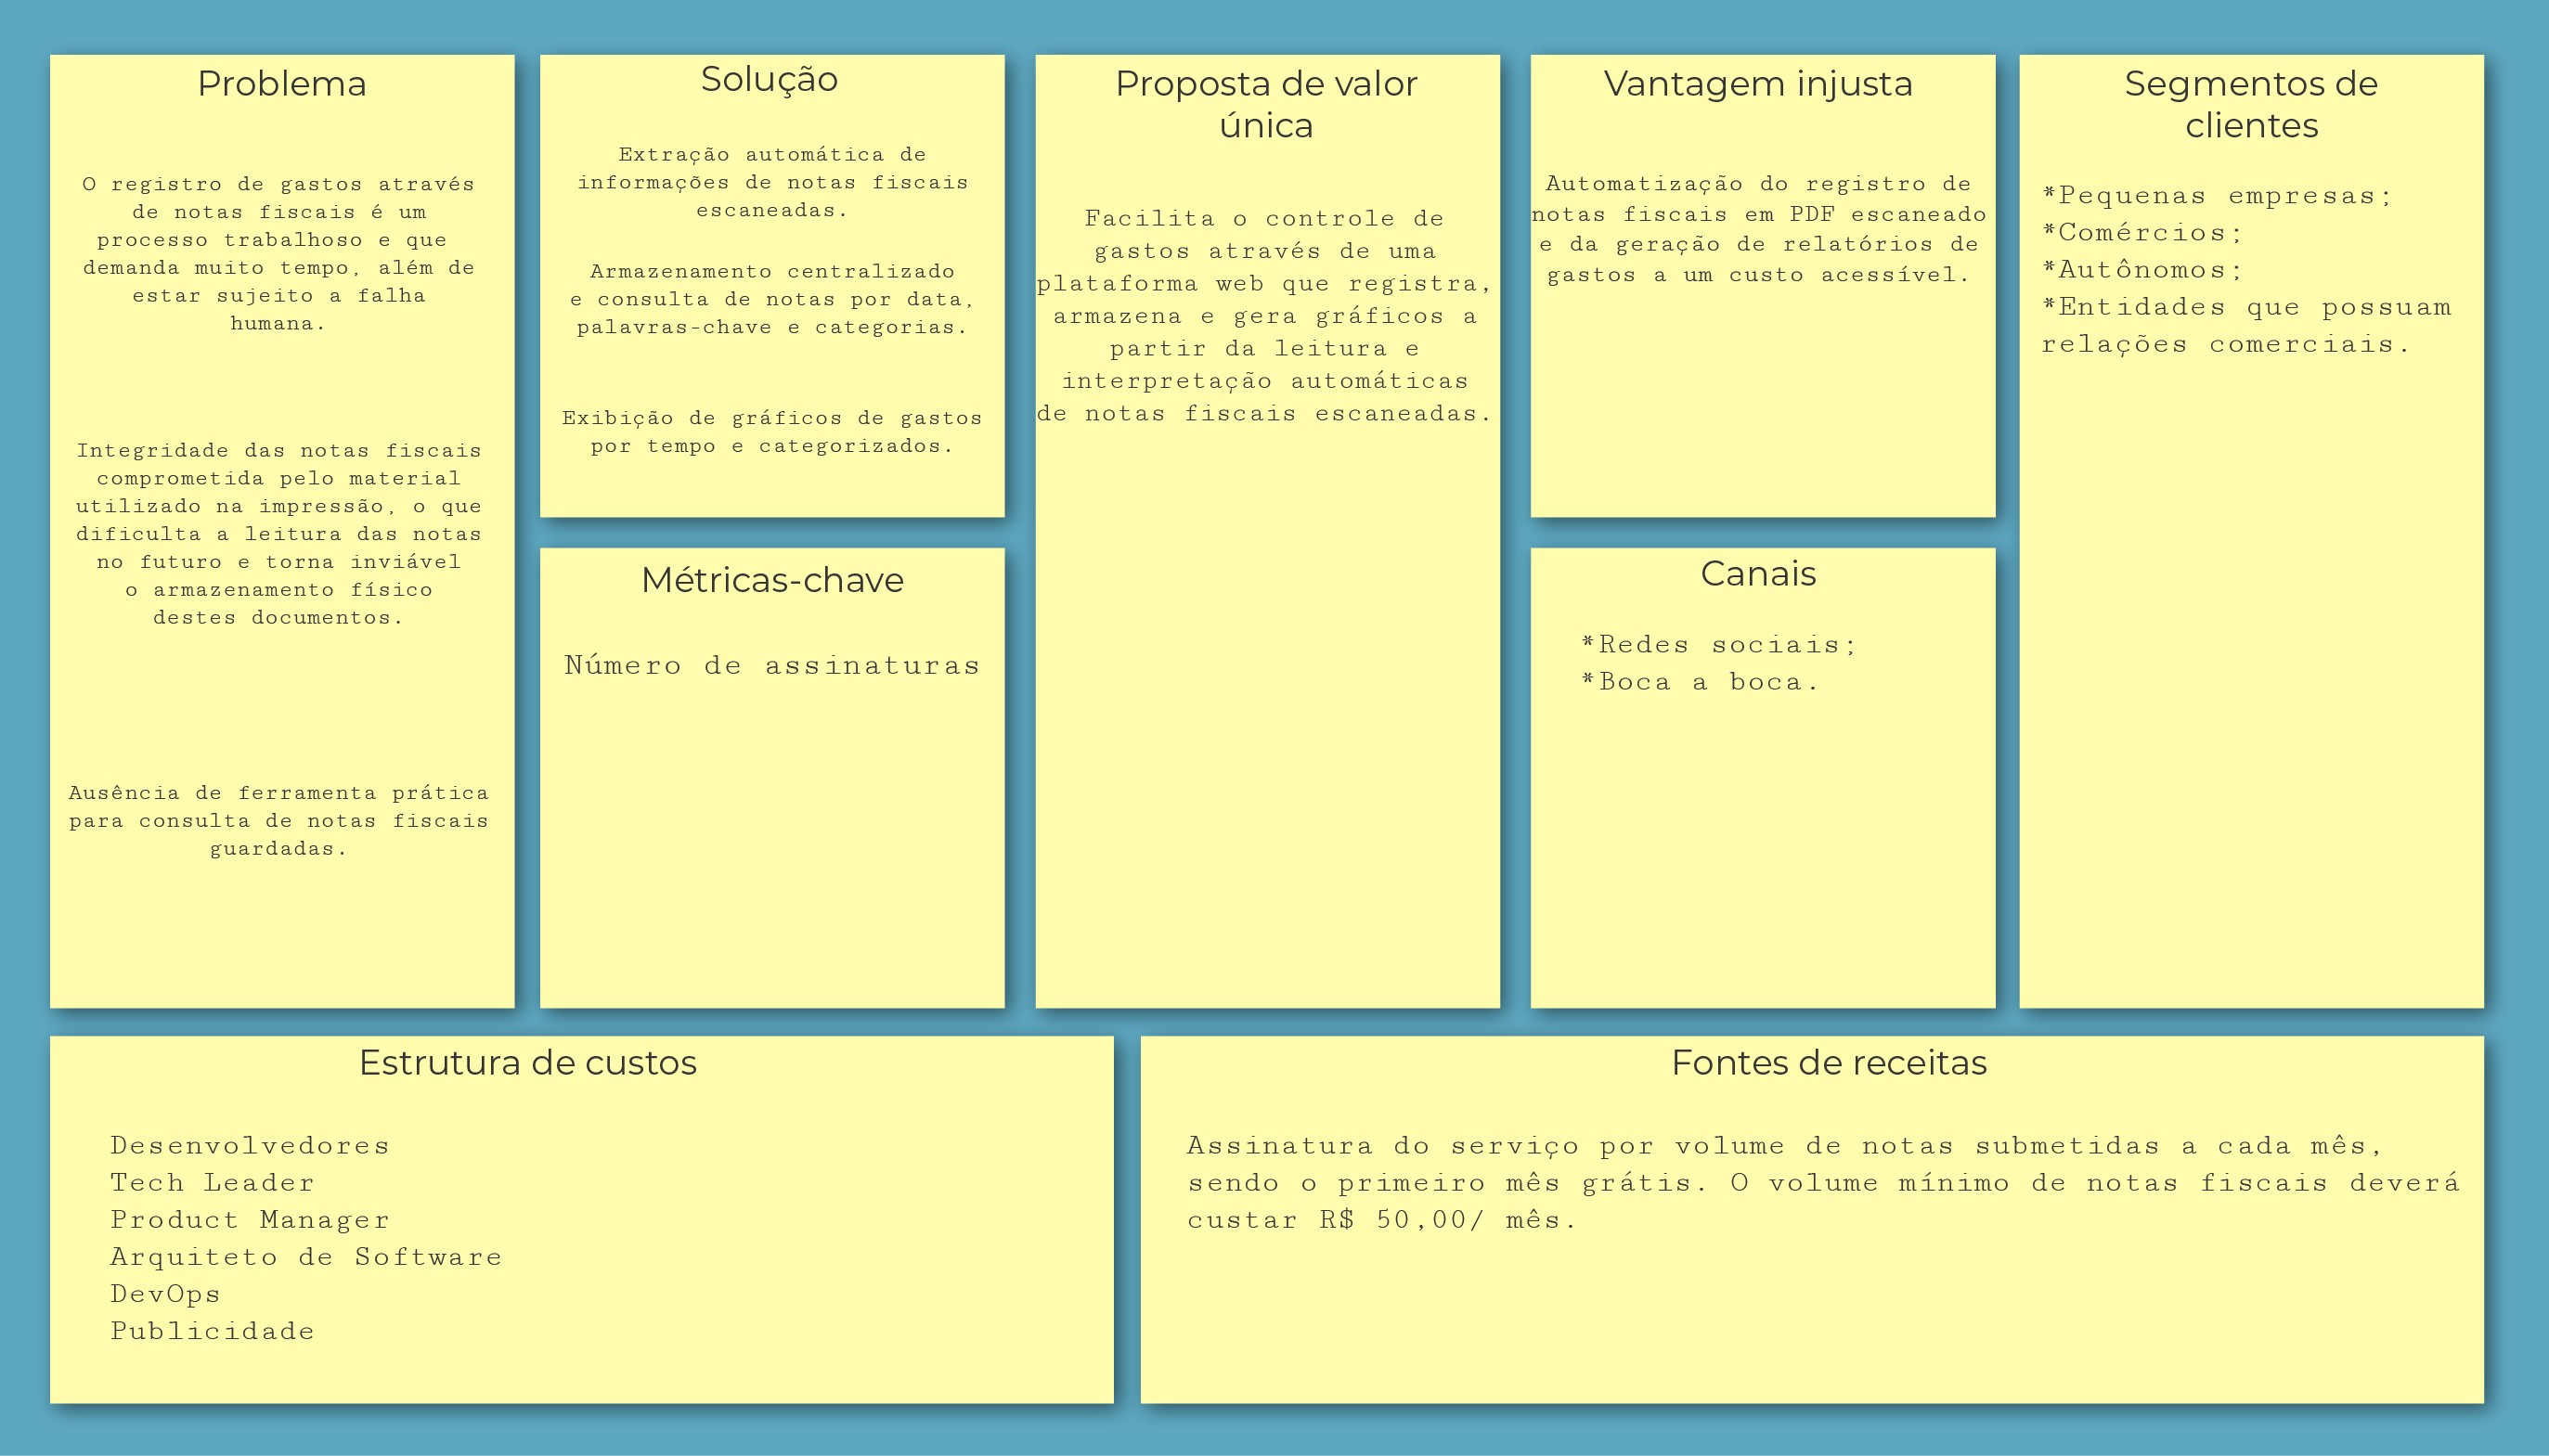 Problema
O registro de gastos através
de notas fiscais é um
processo trabalhoso e que
demanda muito tempo, além de
estar sujeito a falha
humana.
Integridade das notas fiscais
comprometida pelo material
utilizado na impressão, o que
dificulta a leitura das notas
no futuro e torna inviável
o armazenamento físico
destes documentos.
Ausência de ferramenta prática
para consulta de notas fiscais
guardadas.
Solução
Extração automática de
informações de notas fiscais
escaneadas.
Armazenamento centralizado
e consulta de notas por data,
palavras-chave e categorias.
Exibição de gráficos de gastos
por tempo e categorizados.
Métricas-chave
Número de assinaturas
Proposta de valor
única
Facilita o controle de
gastos através de uma
plataforma web que registra,
armazena e gera gráficos a
partir da leitura e
interpretação automáticas
de notas fiscais escaneadas.
Vantagem injusta
Automatização do registro de
notas fiscais em PDF escaneado
e da geração de relatórios de
gastos a um custo acessível.
Canais
*Redes sociais;
*Boca a boca.
Segmentos de
clientes
*Pequenas empresas;
*Comércios;
*Autônomos;
*Entidades que possuam
relações comerciais.
Estrutura de custos
Desenvolvedores
Tech Leader
Product Manager
Arquiteto de Software
DevOps
Publicidade
Fontes de receitas
Assinatura do serviço por volume de notas submetidas a cada mês,
sendo o primeiro mês grátis. O volume mínimo de notas fiscais deverá
custar R$ 50,00/ mês.